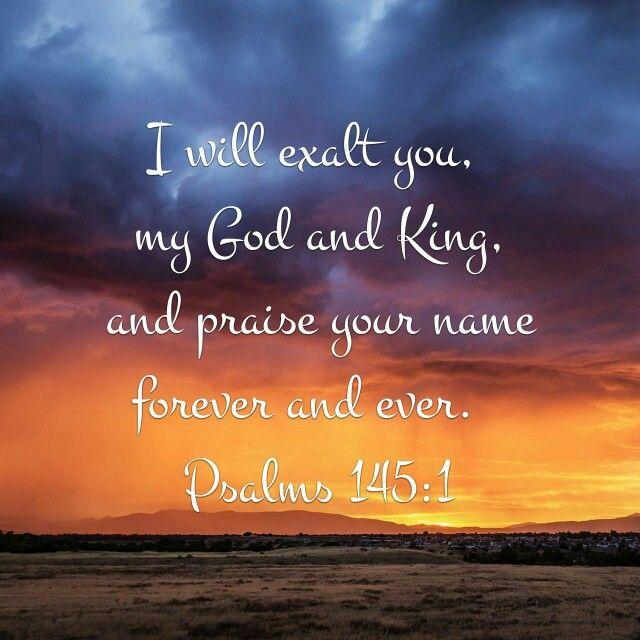 I will exalt you,
my God and King,
and praise your name
forever and ever.
Psalms 145:1